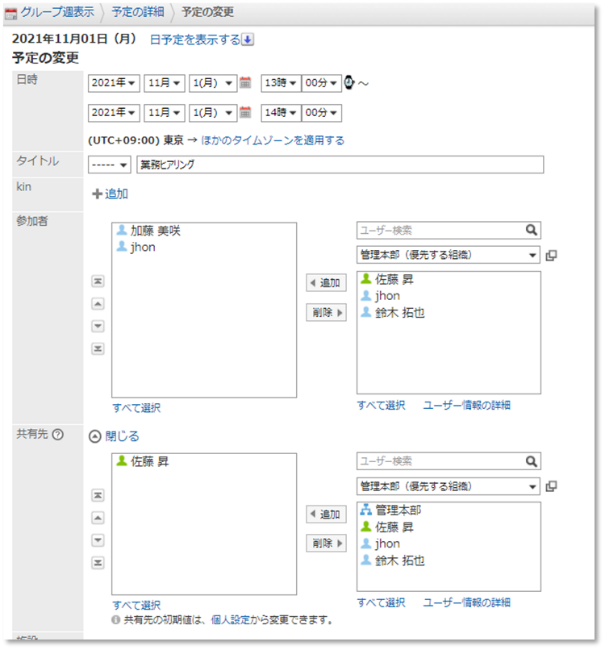 グループ週表示 予定の詳細 予定の変更
2021年11月01日（月） 日予定を表示する
予定の変更
日時
2021年 11月 1(月) 13時 00分 ～
2021年 11月 1(月) 14時 00分
(UTC+09:00) 東京 → ほかのタイムゾーンを適用する
タイトル
----- 業務ヒアリング
kin
追加
参加者
加藤 美咲
jhon
ユーザー検索
管理本部（優先する組織）
追加
削除
佐藤 昇
jhon
鈴木 拓也
すべて選択
すべて選択 ユーザー情報の詳細
共有先
閉じる
佐藤 昇
ユーザー検索
管理本部（優先する組織）
追加
削除
管理本部
佐藤 昇
jhon
鈴木 拓也
すべて選択
すべて選択 ユーザー情報の詳細
共有先の初期値は、個人設定から変更できます。